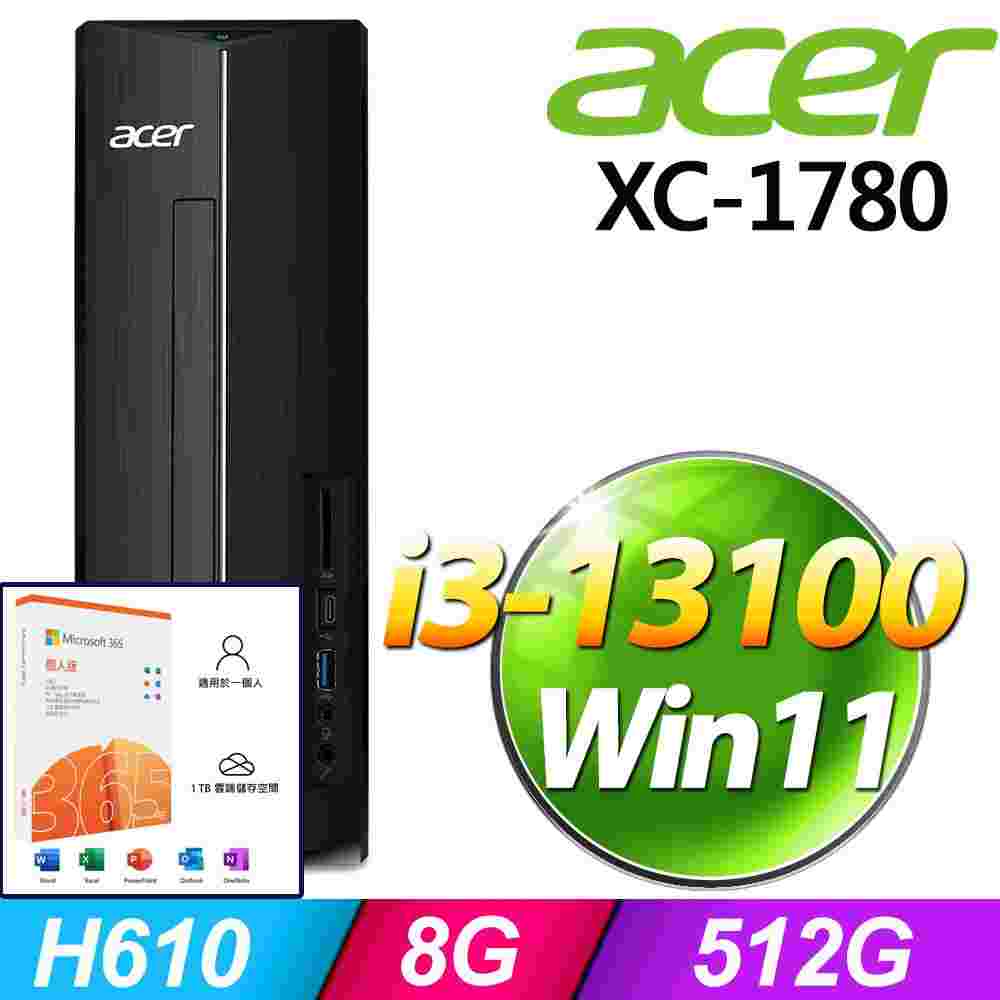 acer
XC-1780
acer
i3-13100
Win11
Microsoft 365
個人版
365
適用於一個人
1 TB 雲端儲存空間
Word Excel PowerPoint Outlook OneNote
H610 8G 512G